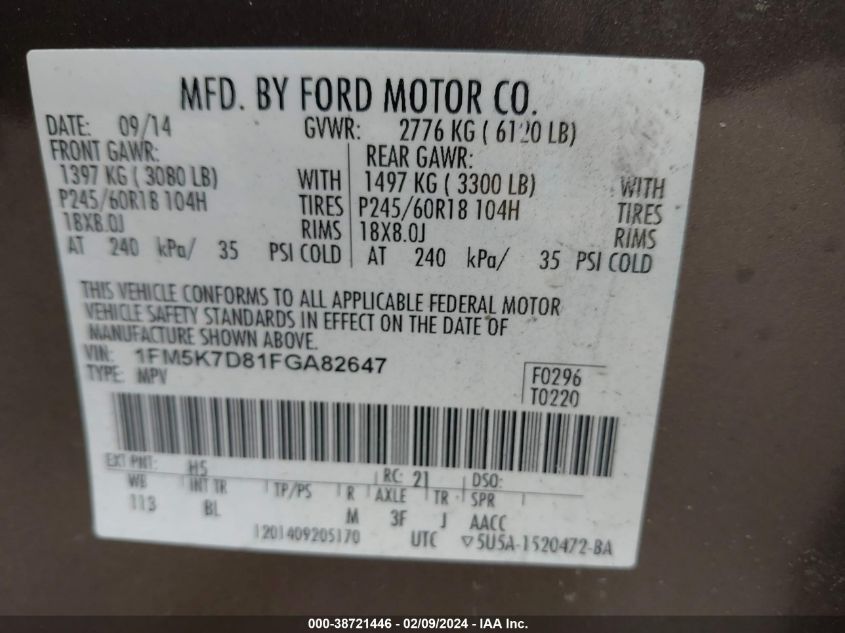 MFD. BY FORD MOTOR CO.
DATE: 09/14 GVWR: 2776 KG ( 6120 LB)
FRONT GAWR: REAR GAWR:
1397 KG ( 3080 LB) WITH 1497 KG ( 3300 LB) WITH
P245/60R18 104H TIRES P245/60R18 104H TIRES
18X8.0J RIMS 18X8.0J RIMS
AT 240 kPa/ 35 PSI COLD AT 240 kPa/ 35 PSI COLD
THIS VEHICLE CONFORMS TO ALL APPLICABLE FEDERAL MOTOR
VEHICLE SAFETY STANDARDS IN EFFECT ON THE DATE OF
MANUFACTURE SHOWN ABOVE.
VIN: 1FM5K7D81FGA82647
TYPE: MPV
F0296
T0220
EXT PNT: H5 RC: 21 DSO:
WB INT TR TP/PS R AXLE TR SPR
113 BL M 3F J AACC
1201409205170 UTC ▽5U5A-1520472-BA
000-38721446 - 02/09/2024 - IAA Inc.